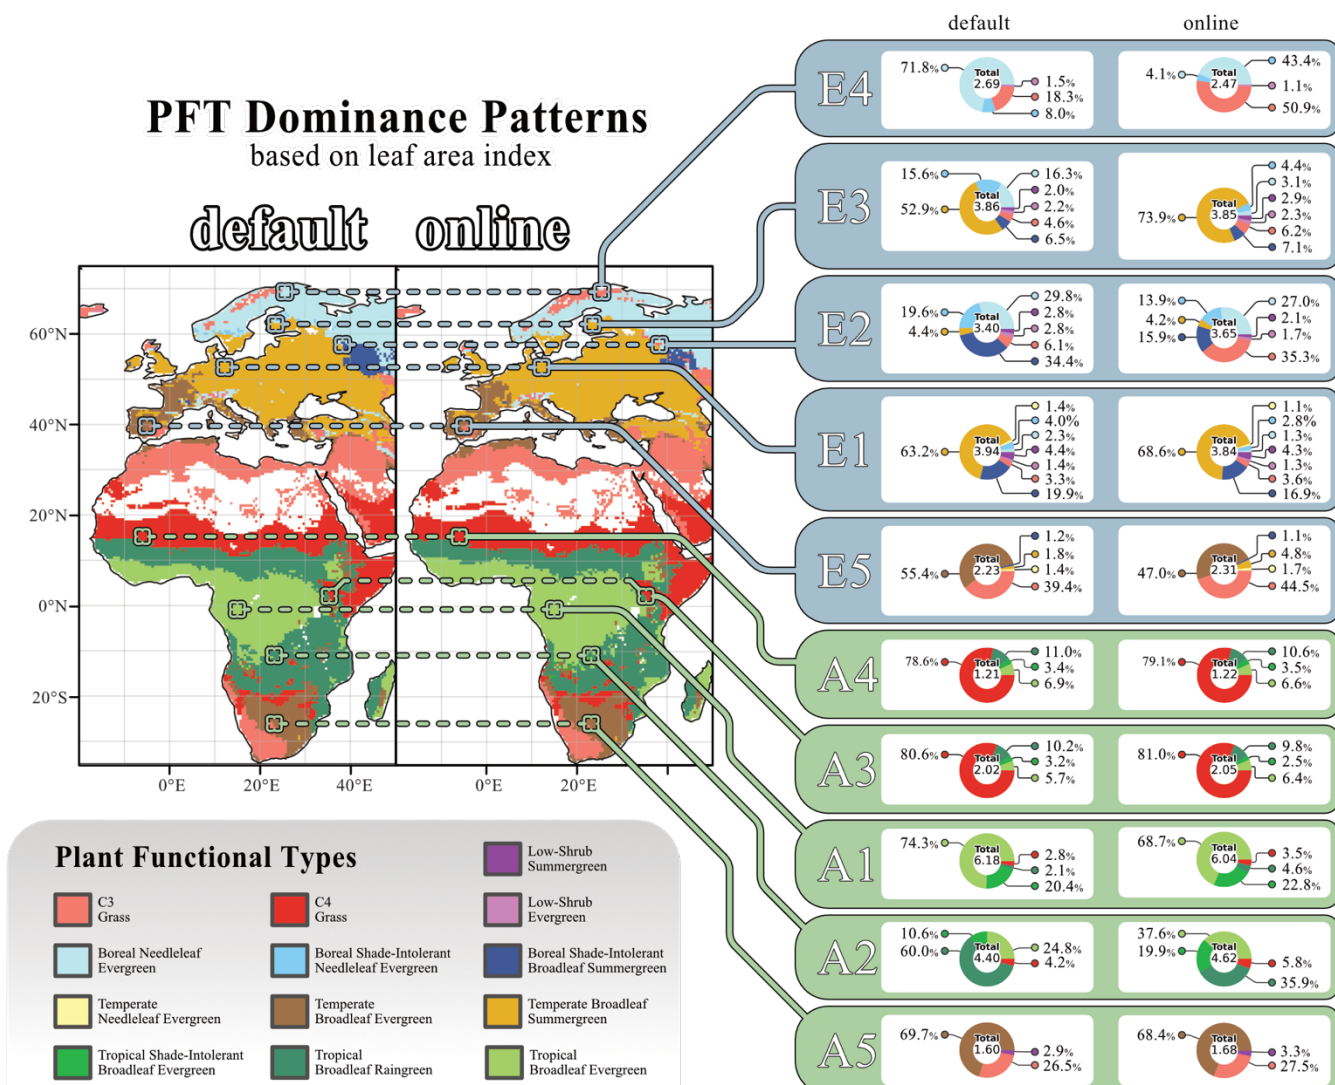 default online
PFT Dominance Patterns
based on leaf area index
default online
60°N
40°N
20°N
0°N
20°S
0°E 20°E 40°E 0°E 20°E
E4
71.8% Total 2.69 1.5% 18.3% 8.0%
4.1% Total 2.47 43.4% 1.1% 50.9%
E3
15.6% 52.9% Total 3.86 16.3% 2.0% 2.2% 4.6% 6.5%
73.9% Total 3.85 4.4% 3.1% 2.9% 2.3% 6.2% 7.1%
E2
19.6% 4.4% Total 3.40 29.8% 2.8% 2.8% 6.1% 34.4%
13.9% 4.2% 15.9% Total 3.65 27.0% 2.1% 1.7% 35.3%
E1
63.2% Total 3.94 1.4% 4.0% 2.3% 4.4% 1.4% 3.3% 19.9%
68.6% Total 3.84 1.1% 2.8% 1.3% 4.3% 1.3% 3.6% 16.9%
E5
55.4% Total 2.23 1.2% 1.8% 1.4% 39.4%
47.0% Total 2.31 1.1% 4.8% 1.7% 44.5%
A4
78.6% Total 1.21 11.0% 3.4% 6.9%
79.1% Total 1.22 10.6% 3.5% 6.6%
A3
80.6% Total 2.02 10.2% 3.2% 5.7%
81.0% Total 2.05 9.8% 2.5% 6.4%
A1
74.3% Total 6.18 2.8% 2.1% 20.4%
68.7% Total 6.04 3.5% 4.6% 22.8%
A2
10.6% 60.0% Total 4.40 24.8% 4.2%
37.6% 19.9% Total 4.62 5.8% 35.9%
A5
69.7% Total 1.60 2.9% 26.5%
68.4% Total 1.68 3.3% 27.5%
Plant Functional Types
Low-Shrub
Summergreen
C3
Grass
C4
Grass
Low-Shrub
Evergreen
Boreal Needleleaf
Evergreen
Boreal Shade-Intolerant
Needleleaf Evergreen
Boreal Shade-Intolerant
Broadleaf Summergreen
Temperate
Needleleaf Evergreen
Temperate
Broadleaf Evergreen
Temperate Broadleaf
Summergreen
Tropical Shade-Intolerant
Broadleaf Evergreen
Tropical
Broadleaf Raingreen
Tropical
Broadleaf Evergreen